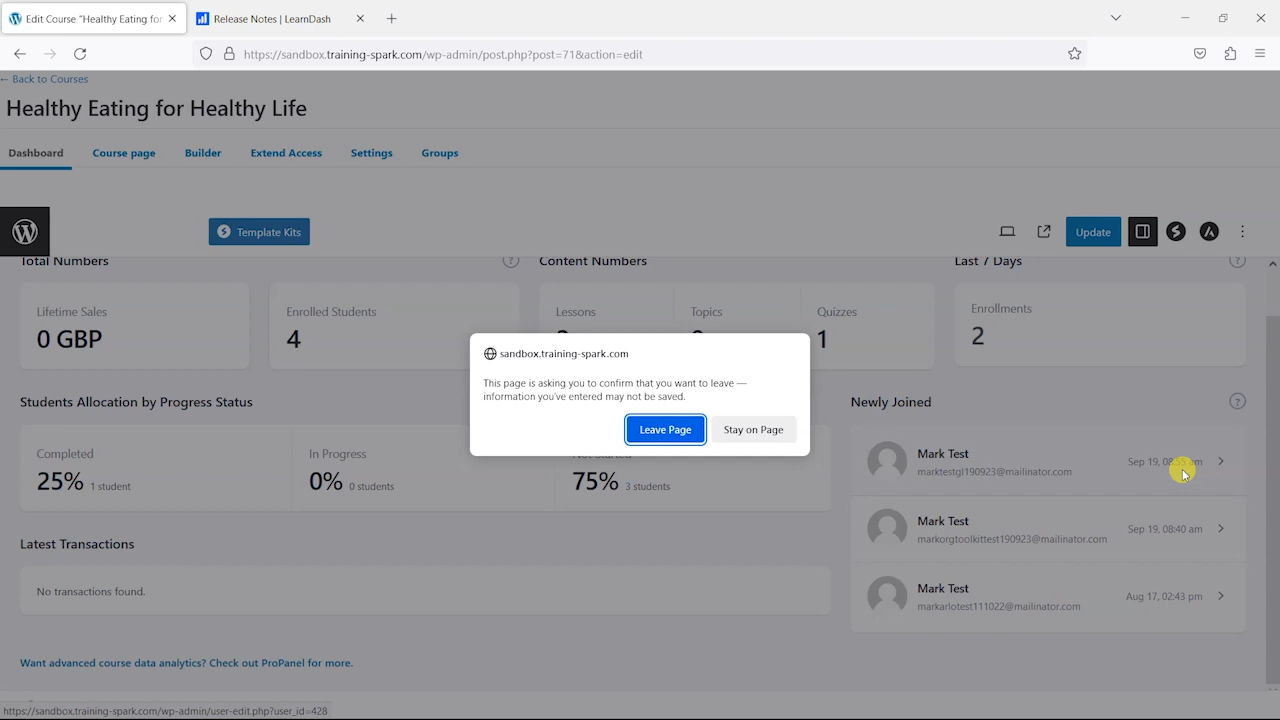 Edit Course "Healthy Eating for
Release Notes | LearnDash
https://sandbox.training-spark.com/wp-admin/post.php?post=71&action=edit
← Back to Courses
Healthy Eating for Healthy Life
Dashboard
Course page
Builder
Extend Access
Settings
Groups
Template Kits
Update
Total Numbers
Content Numbers
Last 7 Days
Lifetime Sales
0 GBP
Enrolled Students
4
Lessons
Topics
Quizzes
1
Enrollments
2
sandbox.training-spark.com
This page is asking you to confirm that you want to leave —
information you've entered may not be saved.
Leave Page
Stay on Page
Students Allocation by Progress Status
Completed
25% 1 student
In Progress
0% 0 students
Not Started
75% 3 students
Newly Joined
Mark Test
marktestgl190923@mailinator.com
Sep 19, 08:55 am
Mark Test
markorgtoolkittest190923@mailinator.com
Sep 19, 08:40 am
Mark Test
markarlotest111022@mailinator.com
Aug 17, 02:43 pm
Latest Transactions
No transactions found.
Want advanced course data analytics? Check out ProPanel for more.
https://sandbox.training-spark.com/wp-admin/user-edit.php?user_id=428